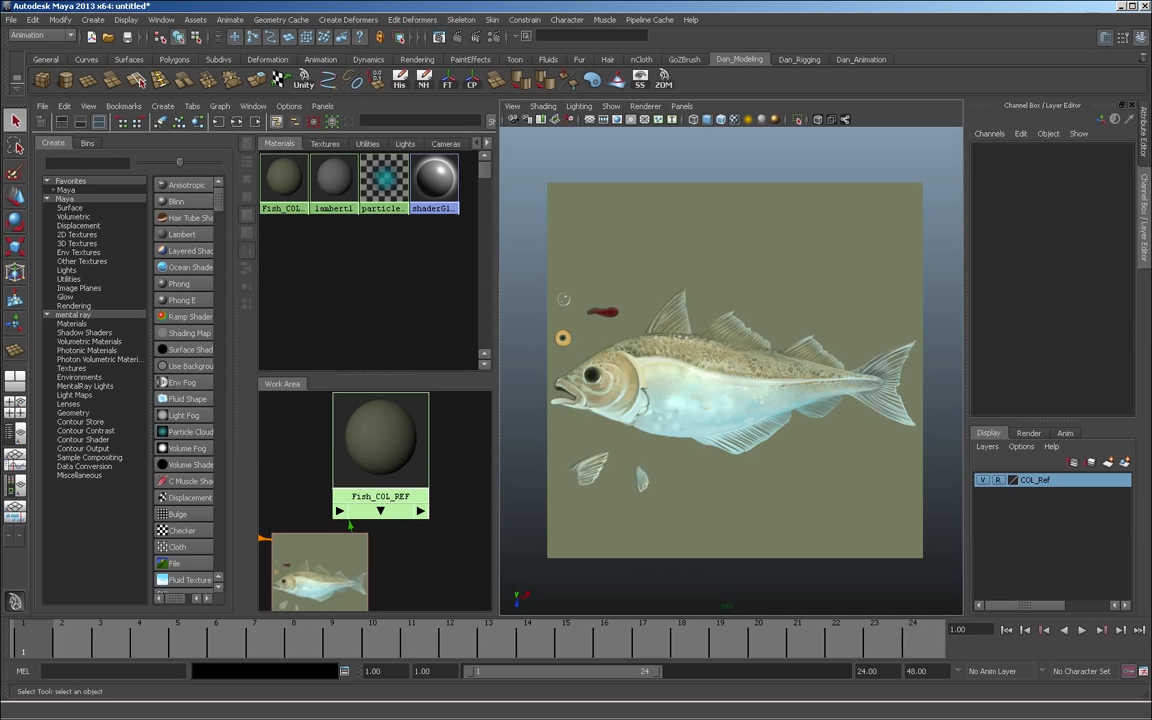 Autodesk Maya 2013 x64: untitled*
File Edit Modify Create Display Window Assets Animate Geometry Cache Create Deformers Edit Deformers Skeleton Skin Constraint Character Muscle Pipeline Cache Help
Animation
General Curves Surfaces Polygons Subdivs Deformation Animation Dynamics Rendering PaintEffects Toon Fluids Fur Hair nCloth GoZBrush Dan_Modeling Dan_Rigging Dan_Animation
Unity His NH FT CP SS ZOM
File Edit View Bookmarks Create Tabs Graph Window Options Panels
View Shading Lighting Show Renderer Panels
Channel Box / Layer Editor
Channels Edit Object Show
Attribute Editor
Channel Box / Layer Editor
Create Bins
Materials Textures Utilities Lights Cameras
Favorites
+ Maya
Maya
Surface
Volumetric
Displacement
2D Textures
3D Textures
Env Textures
Other Textures
Lights
Utilities
Image Planes
Glow
Rendering
mental ray
Materials
Shadow Shaders
Volumetric Materials
Photonic Materials
Photon Volumetric Materi...
Textures
Environments
MentalRay Lights
Light Maps
Lenses
Geometry
Contour Store
Contour Contrast
Contour Shader
Contour Output
Sample Compositing
Data Conversion
Miscellaneous
Anisotropic
Blinn
Hair Tube Sha
Lambert
Layered Shad
Ocean Shade
Phong
Phong E
Ramp Shader
Shading Map
Surface Shad
Use Backgrou
Env Fog
Fluid Shape
Light Fog
Particle Cloud
Volume Fog
Volume Shade
C Muscle Sha
Displacement
Bulge
Checker
Cloth
File
Fluid Texture
Fish_COL... lambert1 particle... shaderGl...
Work Area
Fish_COL_REF
top
Display Render Anim
Layers Options Help
V R COL_Ref
1 2 3 4 5 6 7 8 9 10 11 12 13 14 15 16 17 18 19 20 21 22 23 24
1
1.00
MEL 1.00 1.00 1 24 24.00 48.00 No Anim Layer No Character Set
Select Tool: select an object